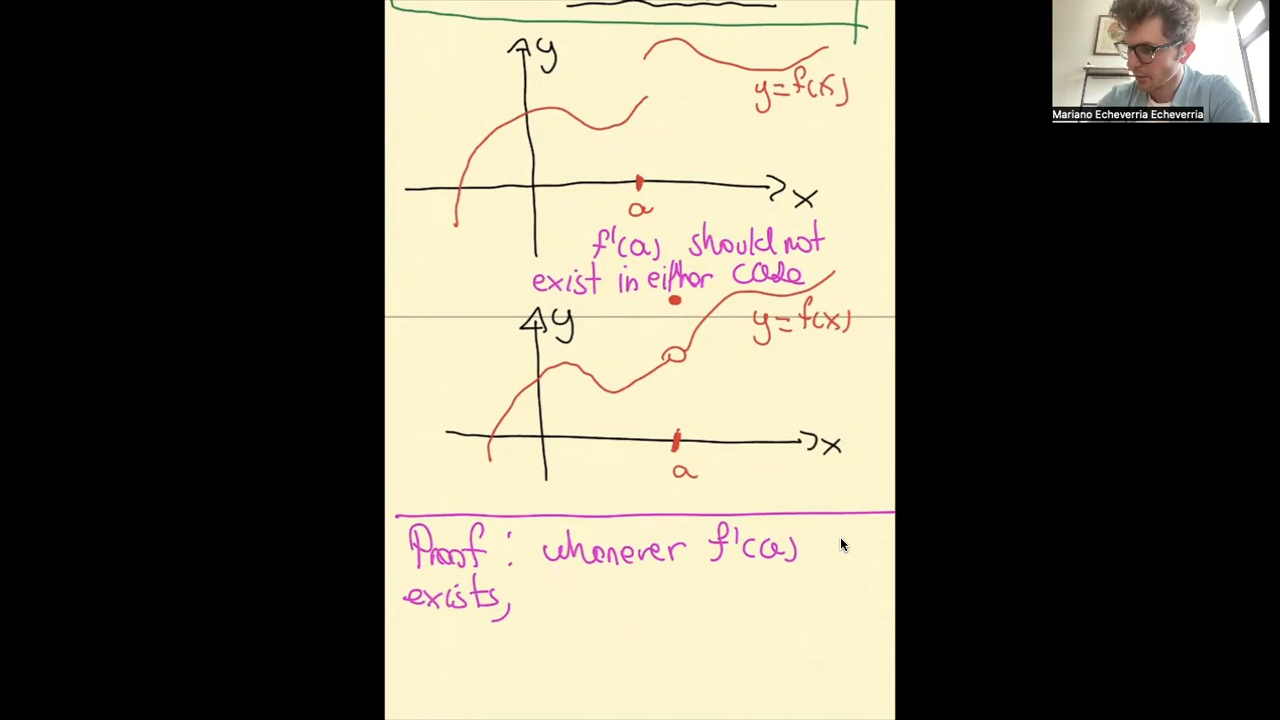 y
y=f(x)
x
a
f'(a) should not
exist in either case
y
y=f(x)
x
a
Proof: whenever f'(a)
exists,
Mariano Echeverria Echeverria